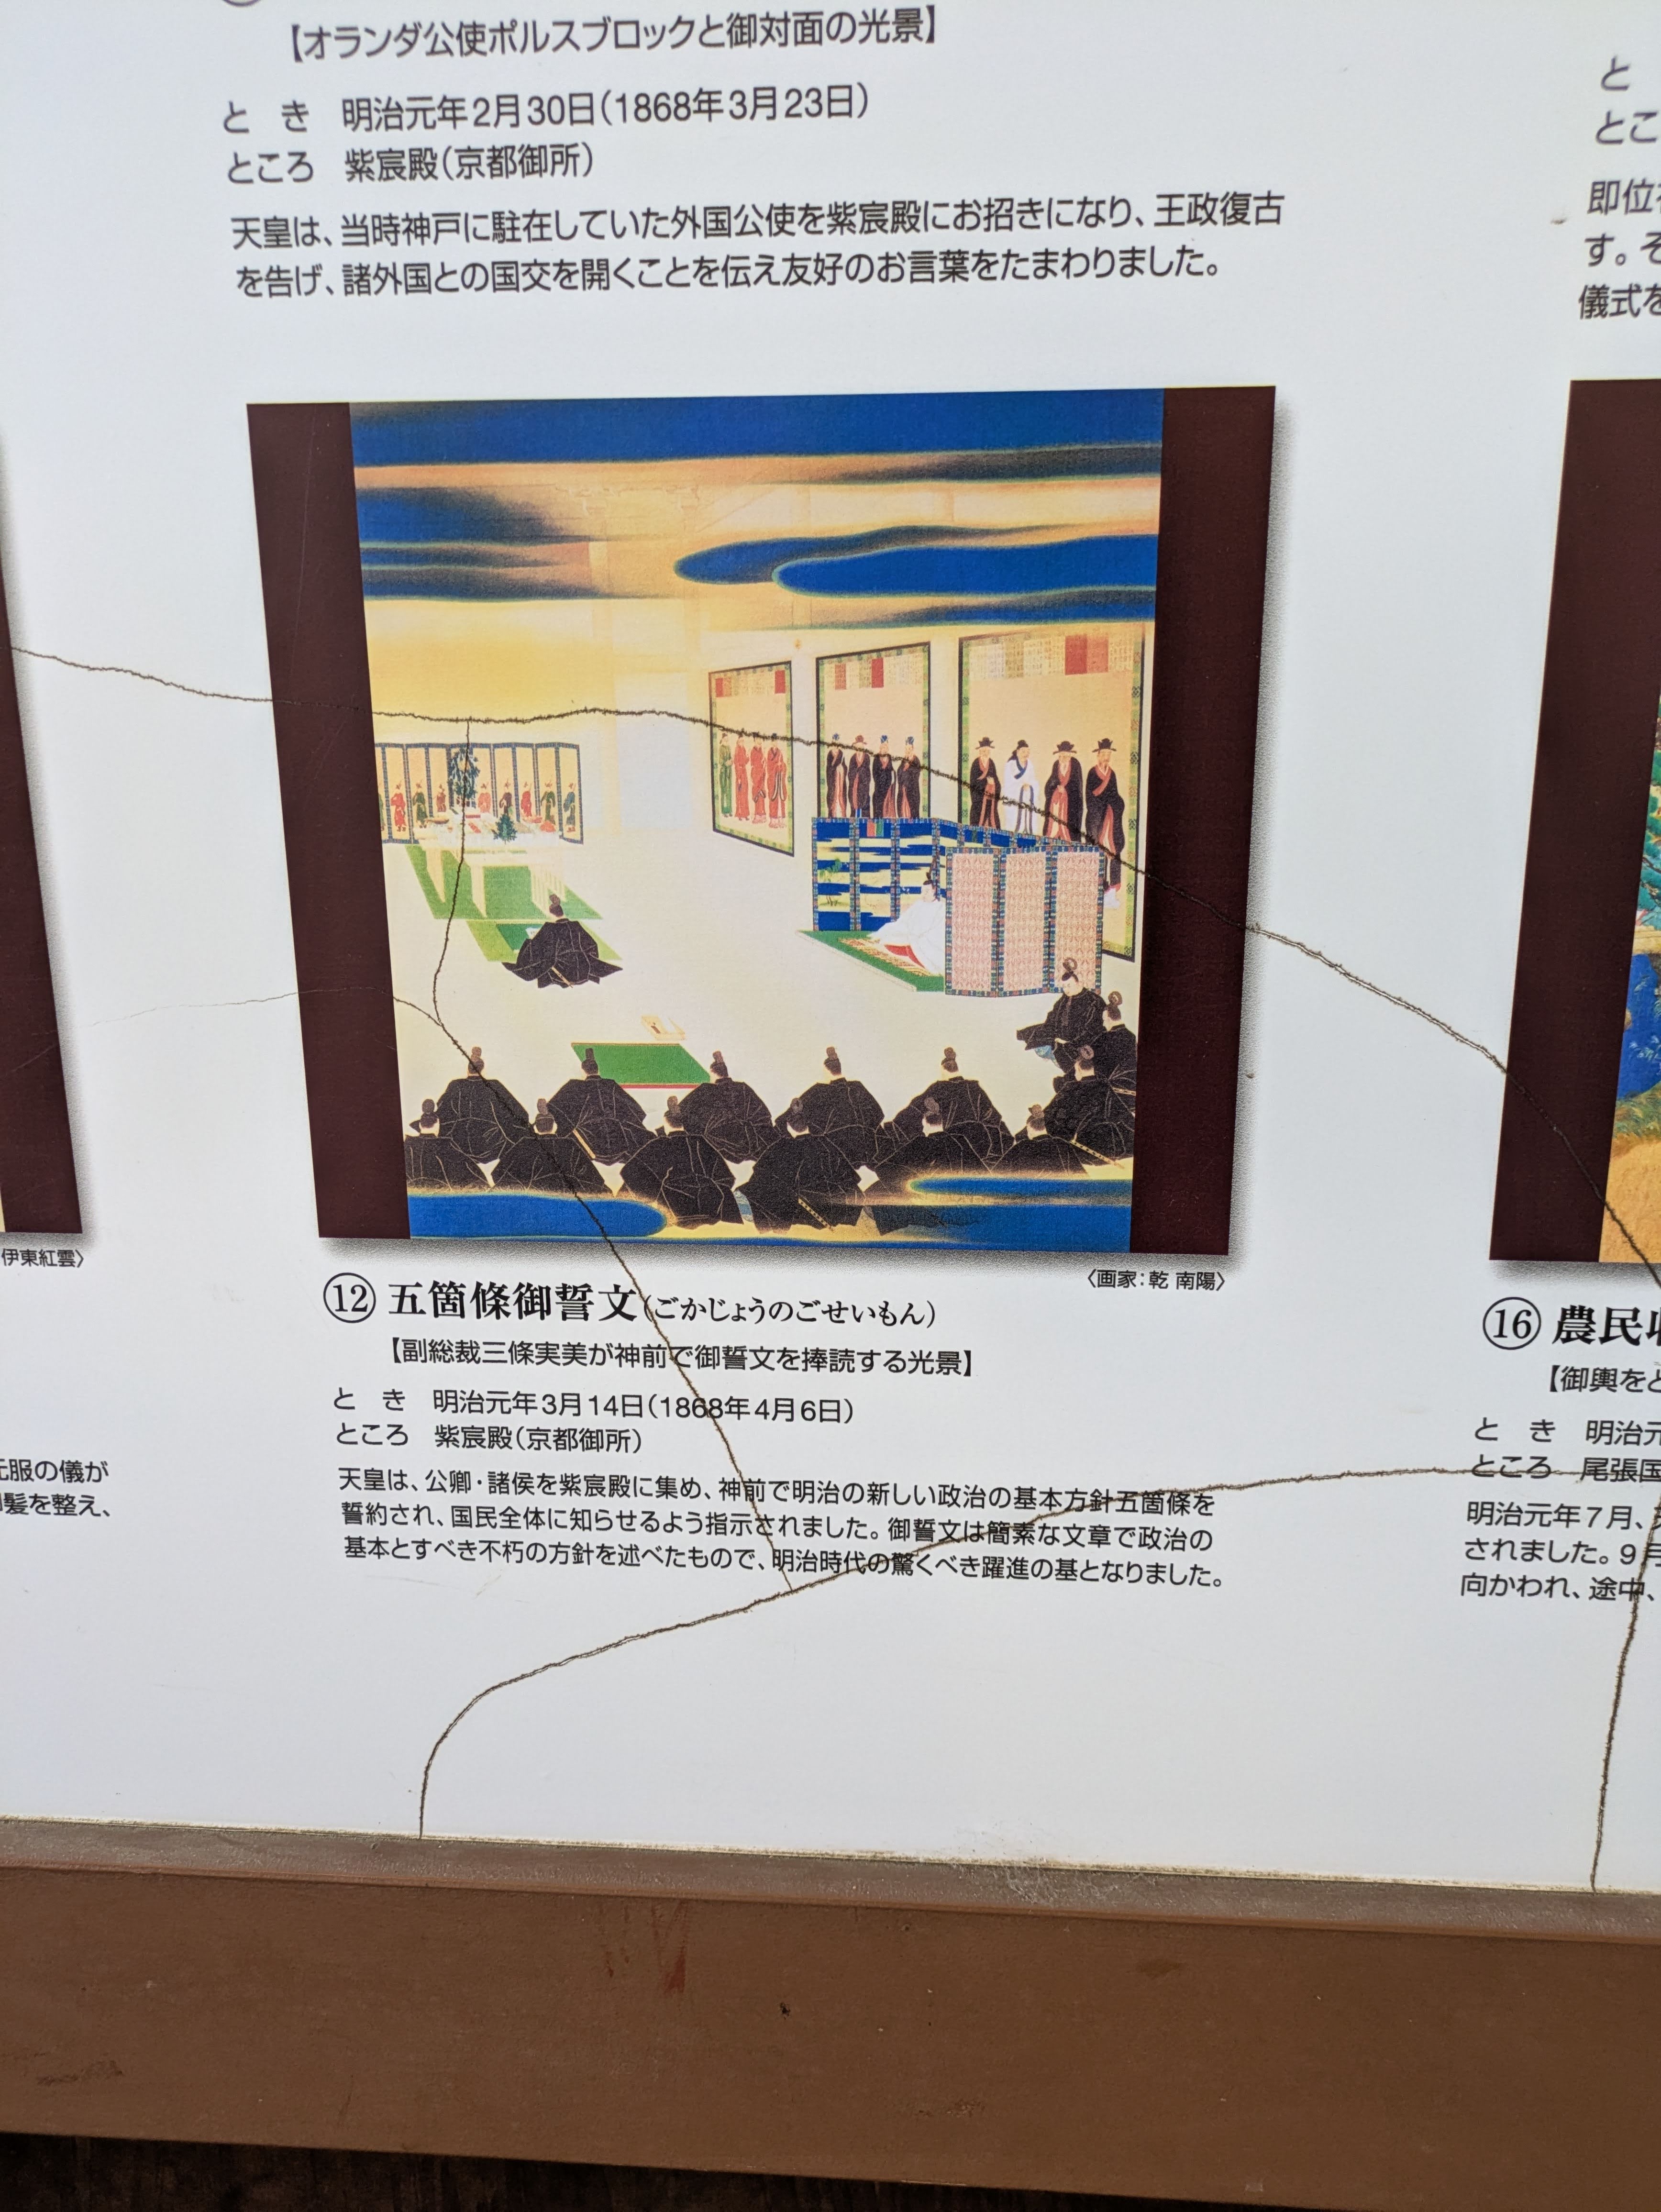 【オランダ公使ポルスブロックと御対面の光景】
と　き　明治元年2月30日（1868年3月23日）
ところ　紫宸殿（京都御所）
天皇は、当時神戸に駐在していた外国公使を紫宸殿にお招きになり、王政復古
を告げ、諸外国との国交を開くことを伝え友好のお言葉をたまわりました。
〈画家：乾 南陽〉
⑫ 五箇條御誓文（ごかじょうのごせいもん）
【副総裁三條実美が神前で御誓文を捧読する光景】
と　き　明治元年3月14日（1868年4月6日）
ところ　紫宸殿（京都御所）
天皇は、公卿・諸侯を紫宸殿に集め、神前で明治の新しい政治の基本方針五箇條を
誓約され、国民全体に知らせるよう指示されました。御誓文は簡素な文章で政治の
基本とすべき不朽の方針を述べたもので、明治時代の驚くべき躍進の基となりました。
伊東紅雲〉
元服の儀が
髪を整え、
と
ところ
即位
す。そ
儀式を
⑯ 農民
【御輿を
と　き　明治元
ところ　尾張国
明治元年7月、
されました。9月
向かわれ、途中、